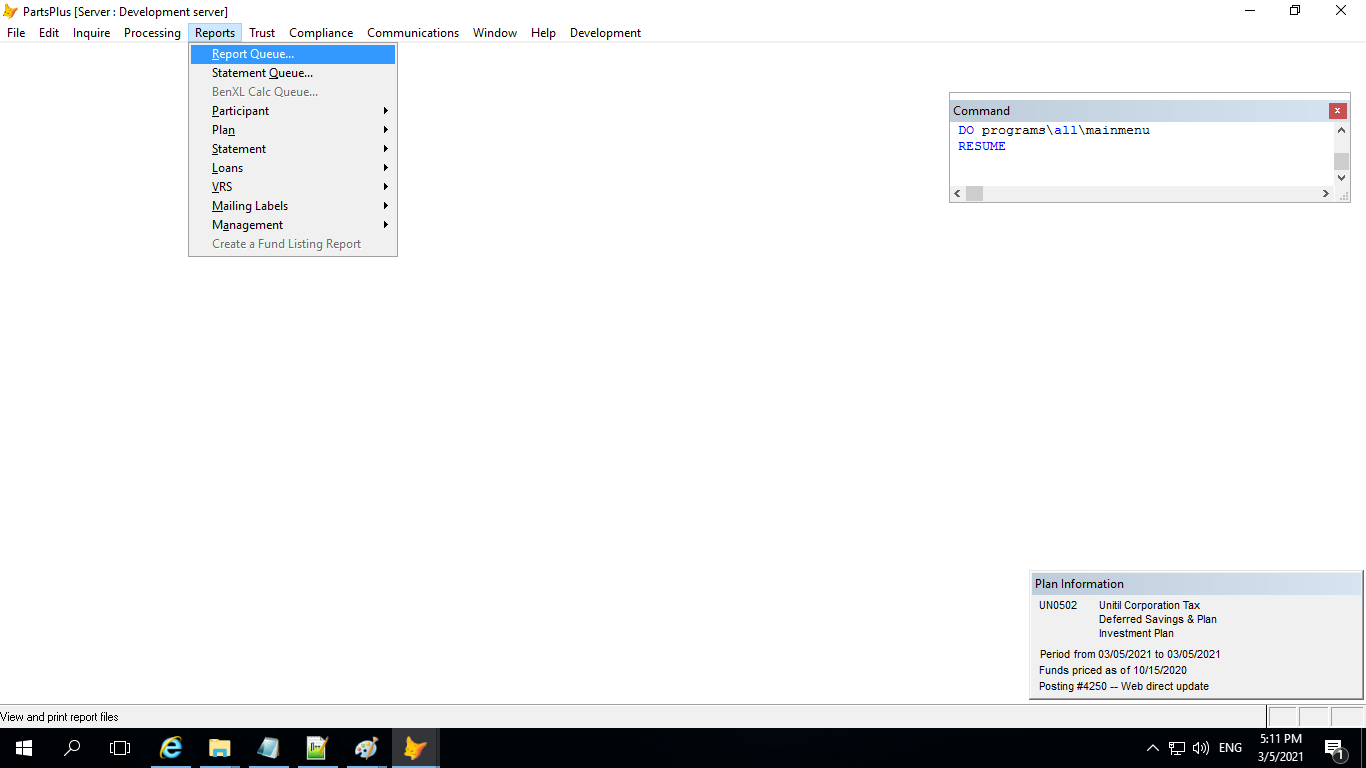 PartsPlus [Server : Development server]
File Edit Inquire Processing Reports Trust Compliance Communications Window Help Development
Report Queue...
Statement Queue...
BenXL Calc Queue...
Participant
Plan
Statement
Loans
VRS
Mailing Labels
Management
Create a Fund Listing Report
Command
DO programs\all\mainmenu
RESUME
Plan Information
UN0502 Unitil Corporation Tax
Deferred Savings & Plan
Investment Plan
Period from 03/05/2021 to 03/05/2021
Funds priced as of 10/15/2020
Posting #4250 -- Web direct update
View and print report files
ENG
5:11 PM
3/5/2021
1